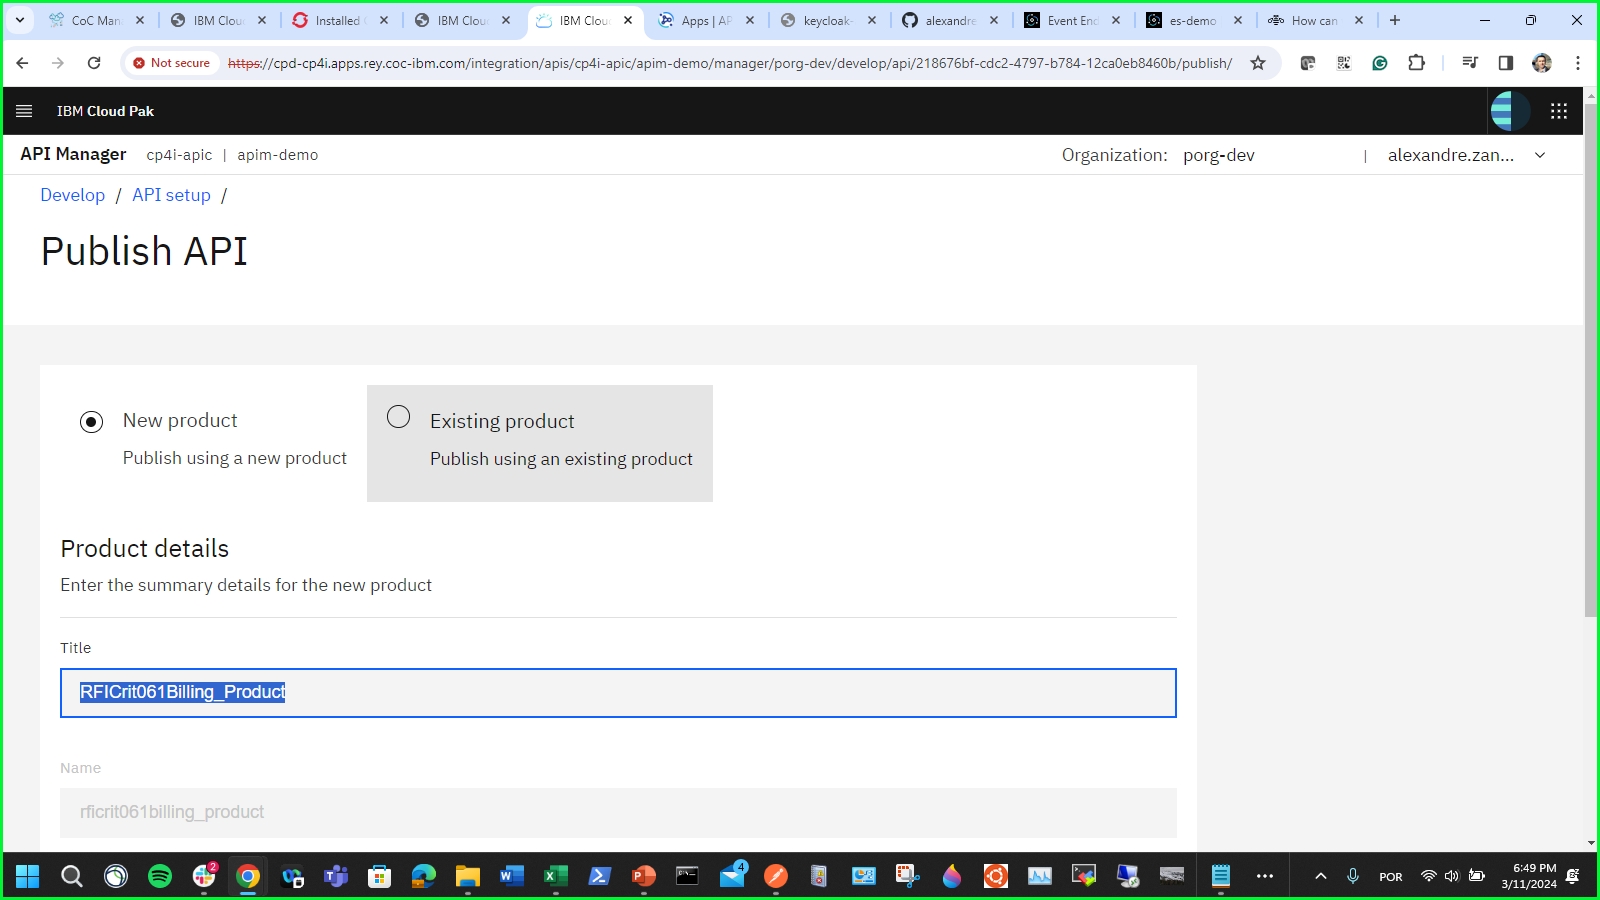 CoC Man
IBM Clou
Installed
IBM Clou
IBM Clou
Apps | AP
keycloak-
alexandre
Event End
es-demo
How can
Not secure
https://cpd-cp4i.apps.rey.coc-ibm.com/integration/apis/cp4i-apic/apim-demo/manager/porg-dev/develop/api/218676bf-cdc2-4797-b784-12ca0eb8460b/publish/
IBM Cloud Pak
API Manager cp4i-apic | apim-demo
Organization: porg-dev | alexandre.zan...
Develop / API setup /
Publish API
New product
Publish using a new product
Existing product
Publish using an existing product
Product details
Enter the summary details for the new product
Title
RFICrit061Billing_Product
Name
rficrit061billing_product
2
4
POR
6:49 PM
3/11/2024